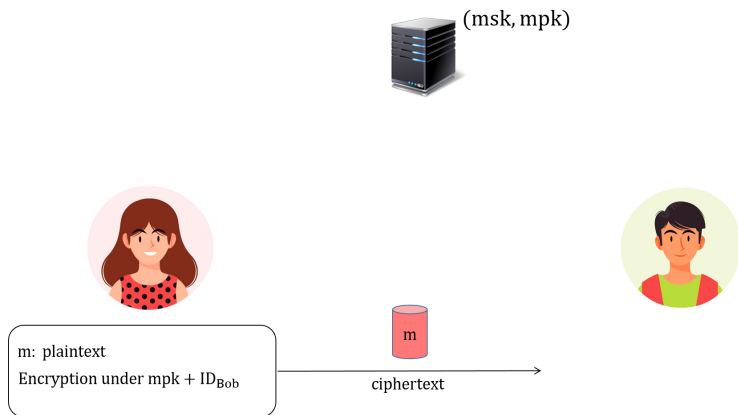 (msk, mpk)
m
m: plaintext
Encryption under mpk + ID_Bob
ciphertext